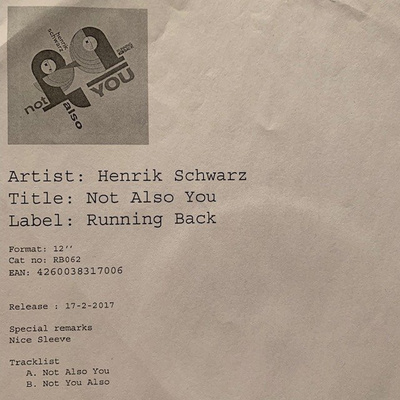 henrik
schwarz
not
also
YOU
Artist: Henrik Schwarz
Title: Not Also You
Label: Running Back
Format: 12''
Cat no: RB062
EAN: 4260038317006
Release : 17-2-2017
Special remarks
Nice Sleeve
Tracklist
A. Not Also You
B. Not You Also